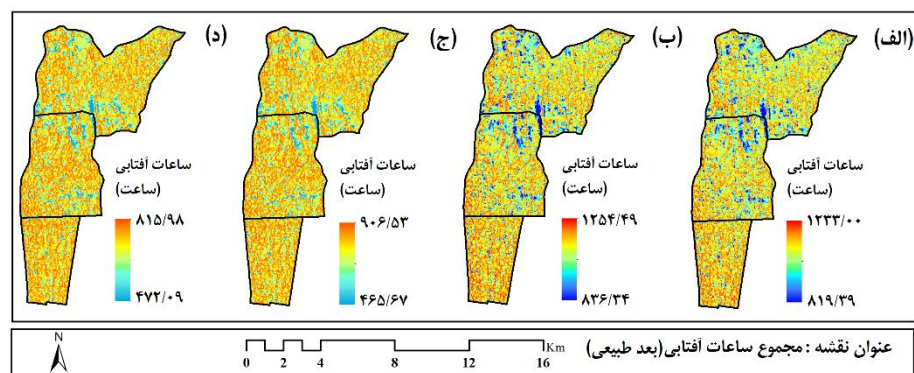 (الف)
ساعات آفتابی
(ساعت)
۱۲۳۳/۰۰
۸۱۹/۳۹
(ب)
ساعات آفتابی
(ساعت)
۱۲۵۴/۴۹
۸۳۶/۳۴
(ج)
ساعات آفتابی
(ساعت)
۹۰۶/۵۳
۴۶۵/۶۷
(د)
ساعات آفتابی
(ساعت)
۸۱۵/۹۸
۴۷۲/۰۹
عنوان نقشه : مجموع ساعات آفتابی(بعد طبیعی)
Km
0 2 4 8 12 16
N